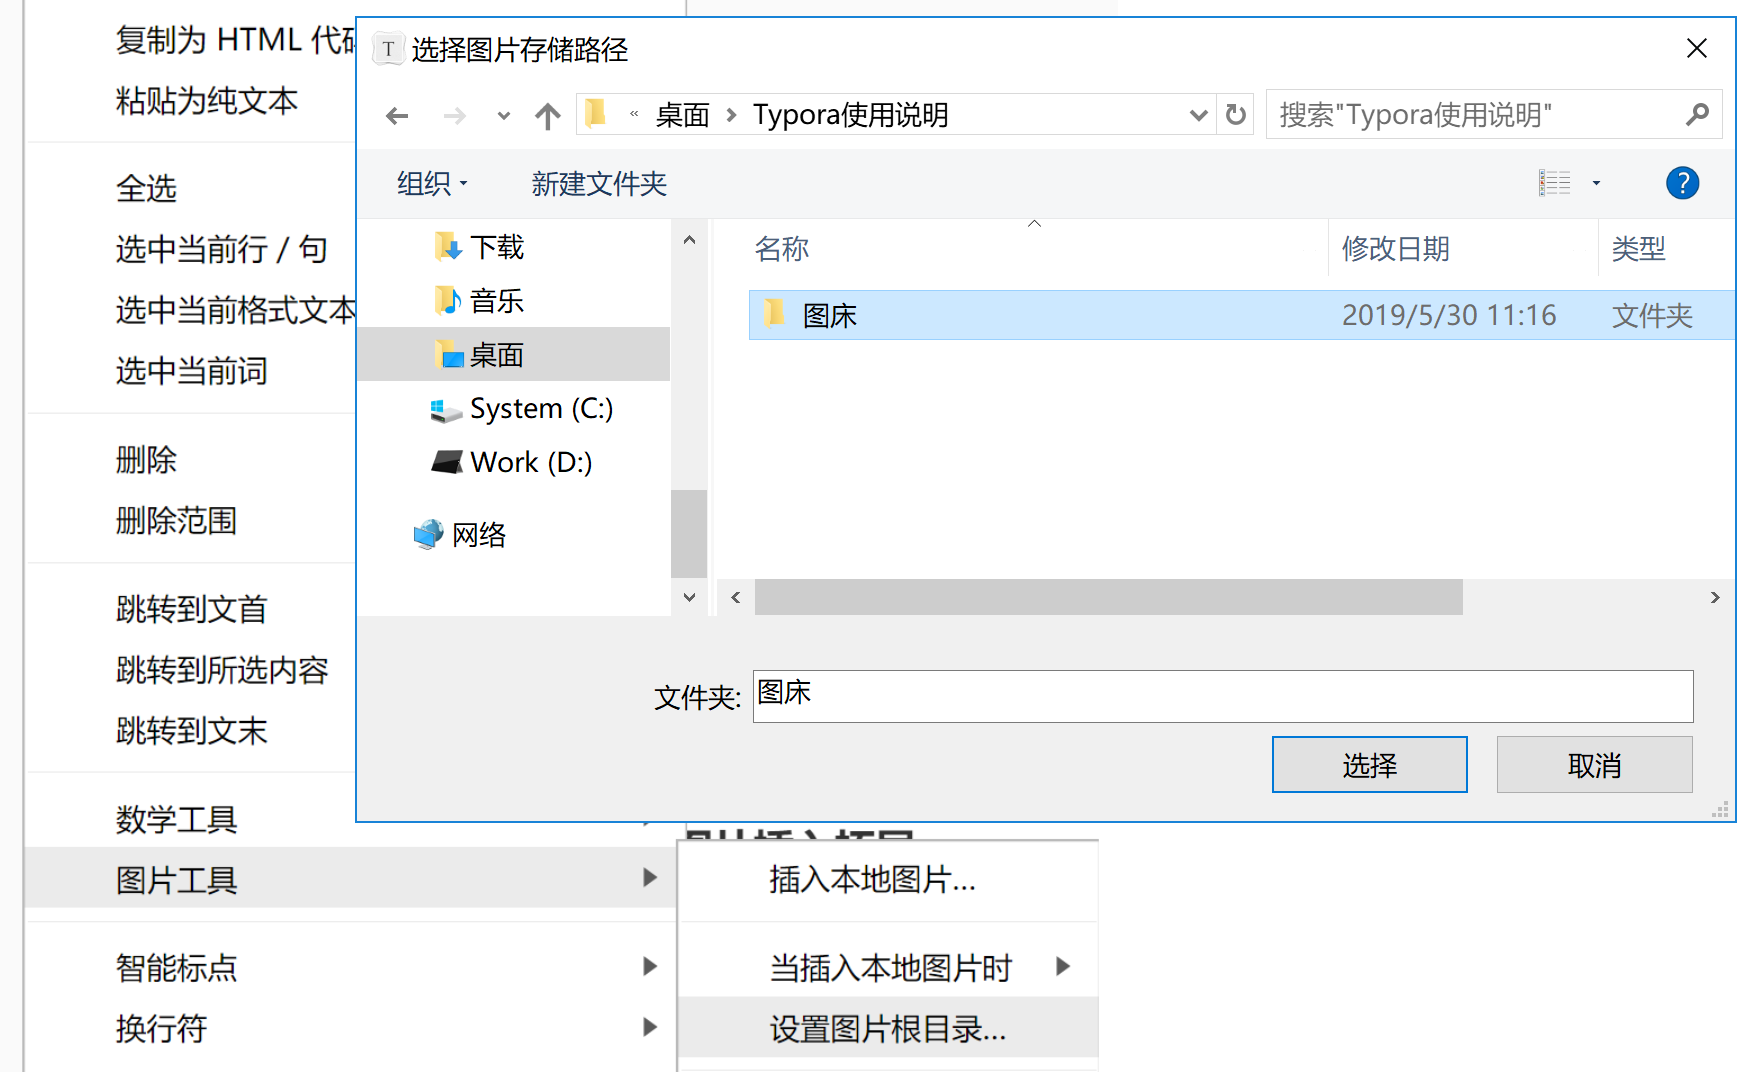 复制为 HTML 代码
粘贴为纯文本
全选
选中当前行 / 句
选中当前格式文本
选中当前词
删除
删除范围
跳转到文首
跳转到所选内容
跳转到文末
数学工具
图片工具
智能标点
换行符
T 选择图片存储路径
« 桌面 › Typora使用说明
搜索"Typora使用说明"
组织
新建文件夹
?
下载
音乐
桌面
System (C:)
Work (D:)
网络
名称 修改日期 类型
图床 2019/5/30 11:16 文件夹
文件夹: 图床
选择 取消
插入本地图片...
当插入本地图片时
设置图片根目录...